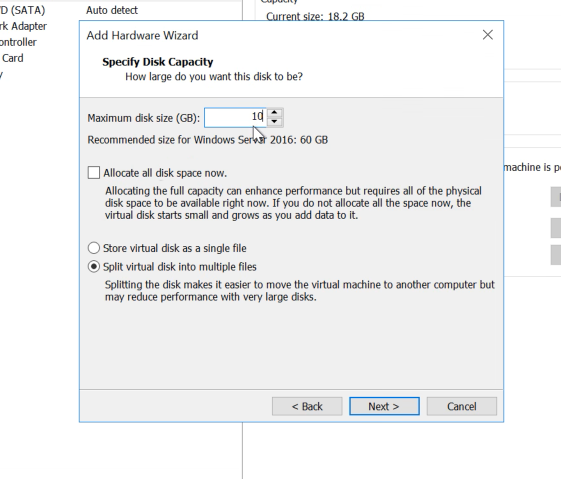 D (SATA)
Auto detect
Current size: 18.2 GB
rk Adapter
ontroller
Card
Add Hardware Wizard
Specify Disk Capacity
How large do you want this disk to be?
Maximum disk size (GB): 10
Recommended size for Windows Server 2016: 60 GB
machine is p
Allocate all disk space now.
Allocating the full capacity can enhance performance but requires all of the physical
disk space to be available right now. If you do not allocate all the space now, the
virtual disk starts small and grows as you add data to it.
Store virtual disk as a single file
Split virtual disk into multiple files
Splitting the disk makes it easier to move the virtual machine to another computer but
may reduce performance with very large disks.
< Back
Next >
Cancel